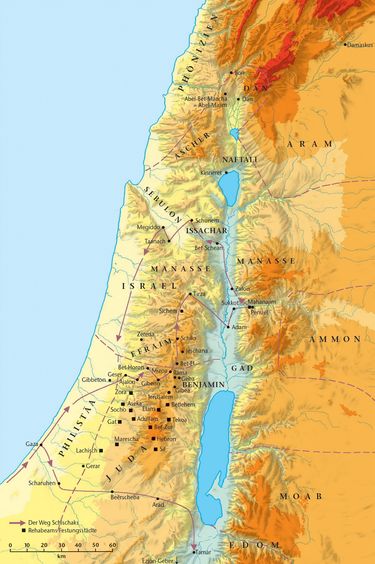 PHÖNIZIEN
Damaskus
Ijon
DAN
Abel-Bet-Maacha
= Abel-Majim
Dan
ASCHER
ARAM
NAFTALI
Kinneret
SEBULON
Schunem
Megiddo
ISSACHAR
Taanach
Bet-Schean
MANASSE
MANASSE
ISRAEL
Zafon
Tirza
Sukkot
Mahanajim
Penuel
Sichem
Adam
Zereda
EFRAIM
AMMON
Jeschana
Bet-Horon
Bet-El
Mizpa
Rama
GAD
Geser
Gibbeton
Ajalon
Gibeon
Geba
BENJAMIN
Gibea
Zora
Jerusalem
Aseka
Etam
Betlehem
Socho
PHILISTÄA
Gat
Adullam
Tekoa
Bet-Zur
Gaza
Marescha
Hebron
Lachisch
Sif
JUDA
Gerar
Scharuhen
MOAB
Beerscheba
Arad
Der Weg Schischaks
Rehabeams Festungsstädte
0 10 20 30 40 50 60
km
Tamar
EDOM
Ezjon-Geber